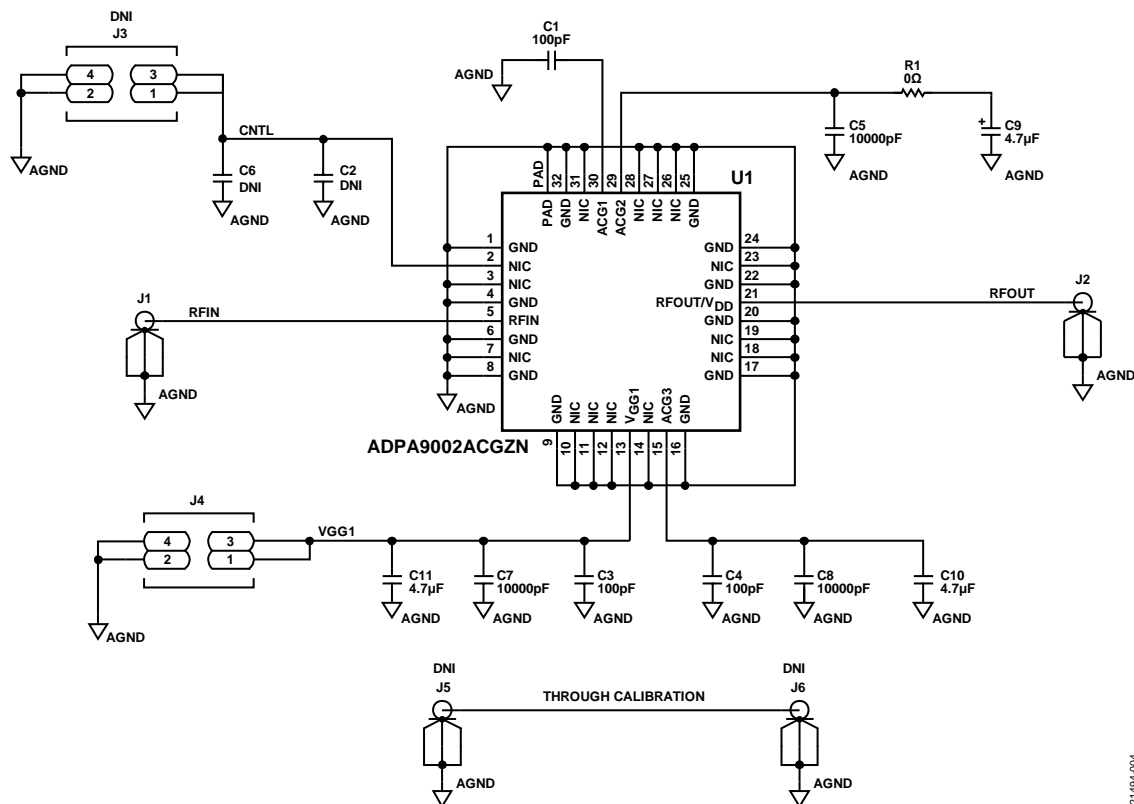 DNI
J3
4 3
2 1
AGND
CNTL
C6
DNI
AGND
C2
DNI
AGND
C1
100pF
AGND
R1
0Ω
C5
10000pF
AGND
+
C9
4.7µF
AGND
U1
PAD 32 31 30 29 28 27 26 25
PAD GND NIC ACG1 ACG2 NIC NIC NIC GND
1 GND
2 NIC
3 NIC
4 GND
5 RFIN
6 GND
7 NIC
8 GND
GND 24
NIC 23
GND 22
RFOUT/VDD 21
GND 20
NIC 19
NIC 18
GND 17
GND NIC NIC NIC VGG1 NIC ACG3 GND
9 10 11 12 13 14 15 16
AGND
ADPA9002ACGZN
J1
RFIN
AGND
RFOUT
J2
AGND
J4
4 3
2 1
AGND
VGG1
C11
4.7µF
AGND
C7
10000pF
AGND
C3
100pF
AGND
C4
100pF
AGND
C8
10000pF
AGND
C10
4.7µF
AGND
DNI
J5
AGND
THROUGH CALIBRATION
DNI
J6
AGND
21494-004